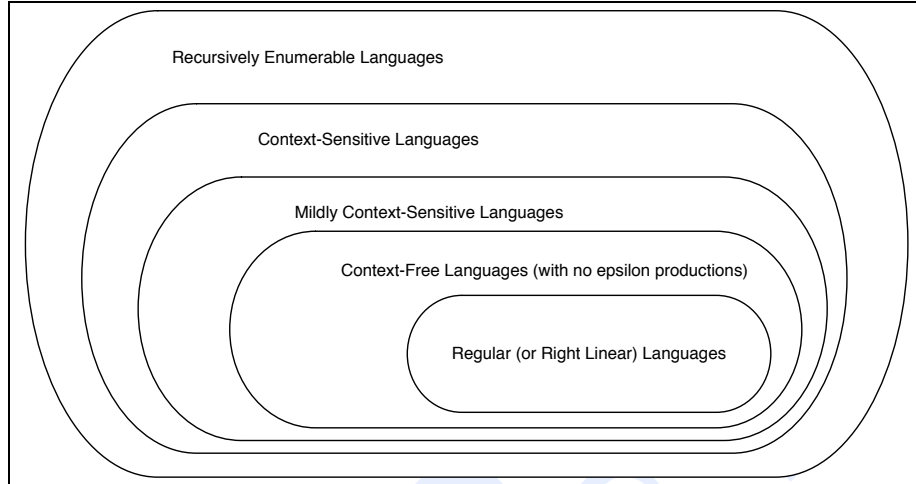 Recursively Enumerable Languages
Context-Sensitive Languages
Mildly Context-Sensitive Languages
Context-Free Languages (with no epsilon productions)
Regular (or Right Linear) Languages